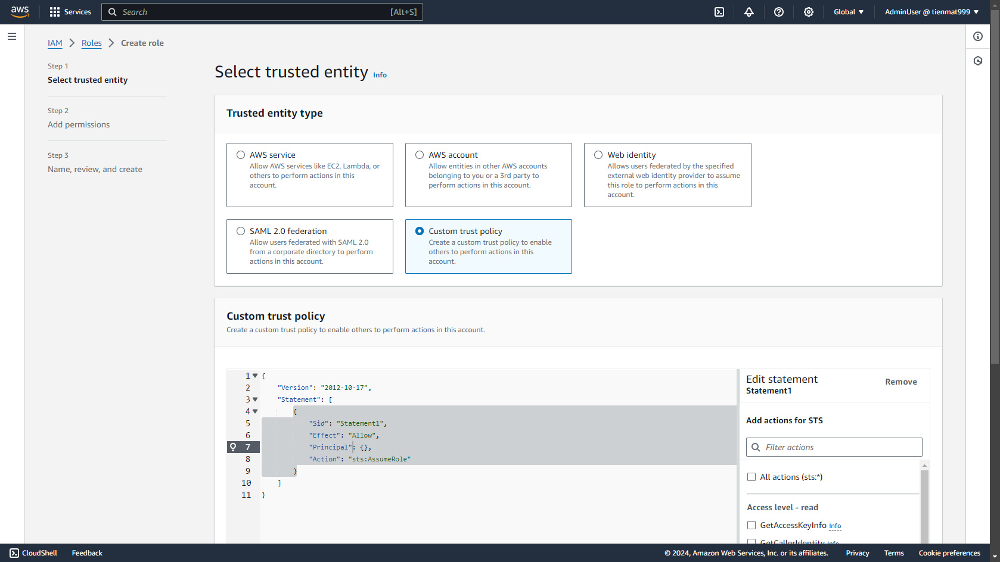 aws
Services
Search
[Alt+S]
Global
AdminUser @ tienmat999
IAM
Roles
Create role
Step 1
Select trusted entity
Step 2
Add permissions
Step 3
Name, review, and create
Select trusted entity Info
Trusted entity type
AWS service
Allow AWS services like EC2, Lambda, or
others to perform actions in this
account.
AWS account
Allow entities in other AWS accounts
belonging to you or a 3rd party to
perform actions in this account.
Web identity
Allows users federated by the specified
external web identity provider to assume
this role to perform actions in this
account.
SAML 2.0 federation
Allow users federated with SAML 2.0
from a corporate directory to perform
actions in this account.
Custom trust policy
Create a custom trust policy to enable
others to perform actions in this
account.
Custom trust policy
Create a custom trust policy to enable others to perform actions in this account.
1 {
2 "Version": "2012-10-17",
3 "Statement": [
4 {
5 "Sid": "Statement1",
6 "Effect": "Allow",
7 "Principal": {},
8 "Action": "sts:AssumeRole"
9 }
10 ]
11 }
Edit statement
Remove
Statement1
Add actions for STS
Filter actions
All actions (sts:*)
Access level - read
GetAccessKeyInfo Info
GetCallerIdentity Info
CloudShell
Feedback
© 2024, Amazon Web Services, Inc. or its affiliates.
Privacy
Terms
Cookie preferences